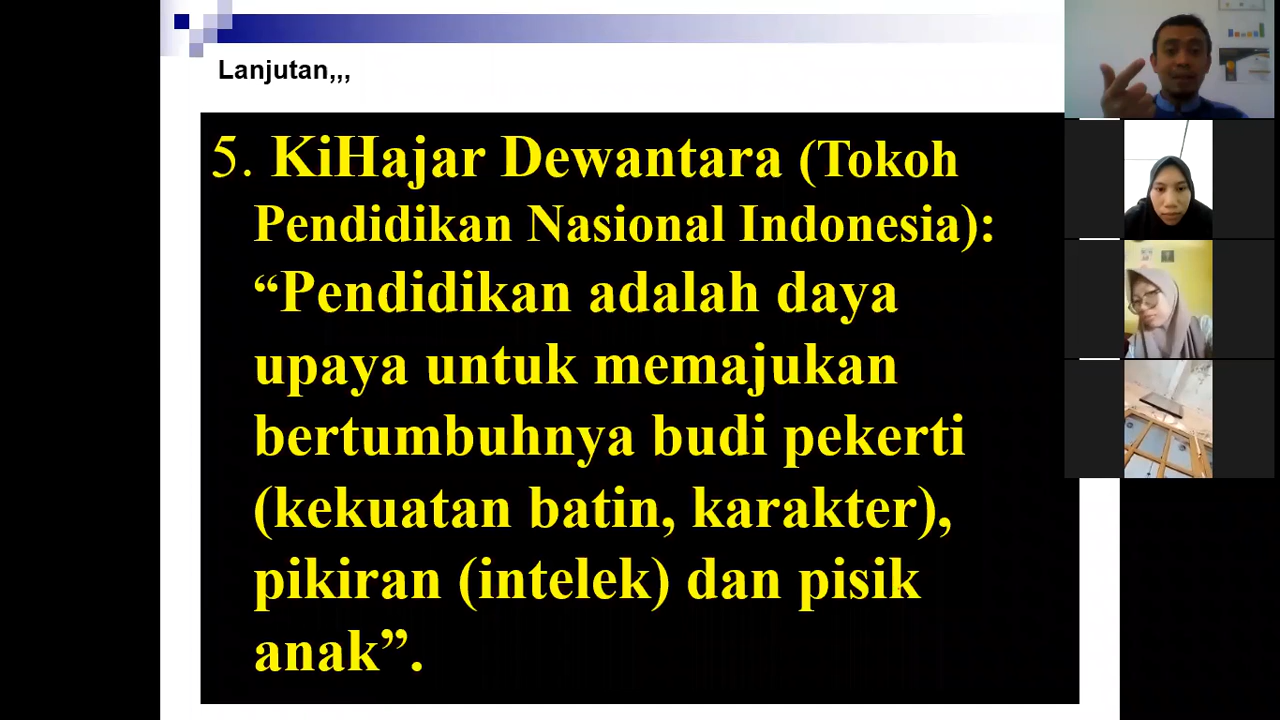 Lanjutan,,,
5. KiHajar Dewantara (Tokoh
Pendidikan Nasional Indonesia):
“Pendidikan adalah daya
upaya untuk memajukan
bertumbuhnya budi pekerti
(kekuatan batin, karakter),
pikiran (intelek) dan pisik
anak”.